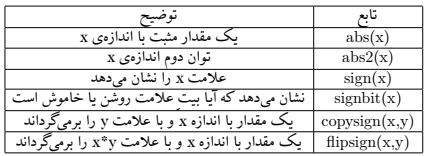 تابع توضیح
abs(x) یک مقدار مثبت با اندازه‌ی x
abs2(x) توان دوم اندازه‌ی x
sign(x) علامت x را نشان می‌دهد
signbit(x) نشان می‌دهد که آیا بیت علامت روشن یا خاموش است
copysign(x,y) یک مقدار با اندازه x و با علامت y را برمی‌گرداند
flipsign(x,y) یک مقدار با اندازه x و با علامت x*y را برمی‌گرداند